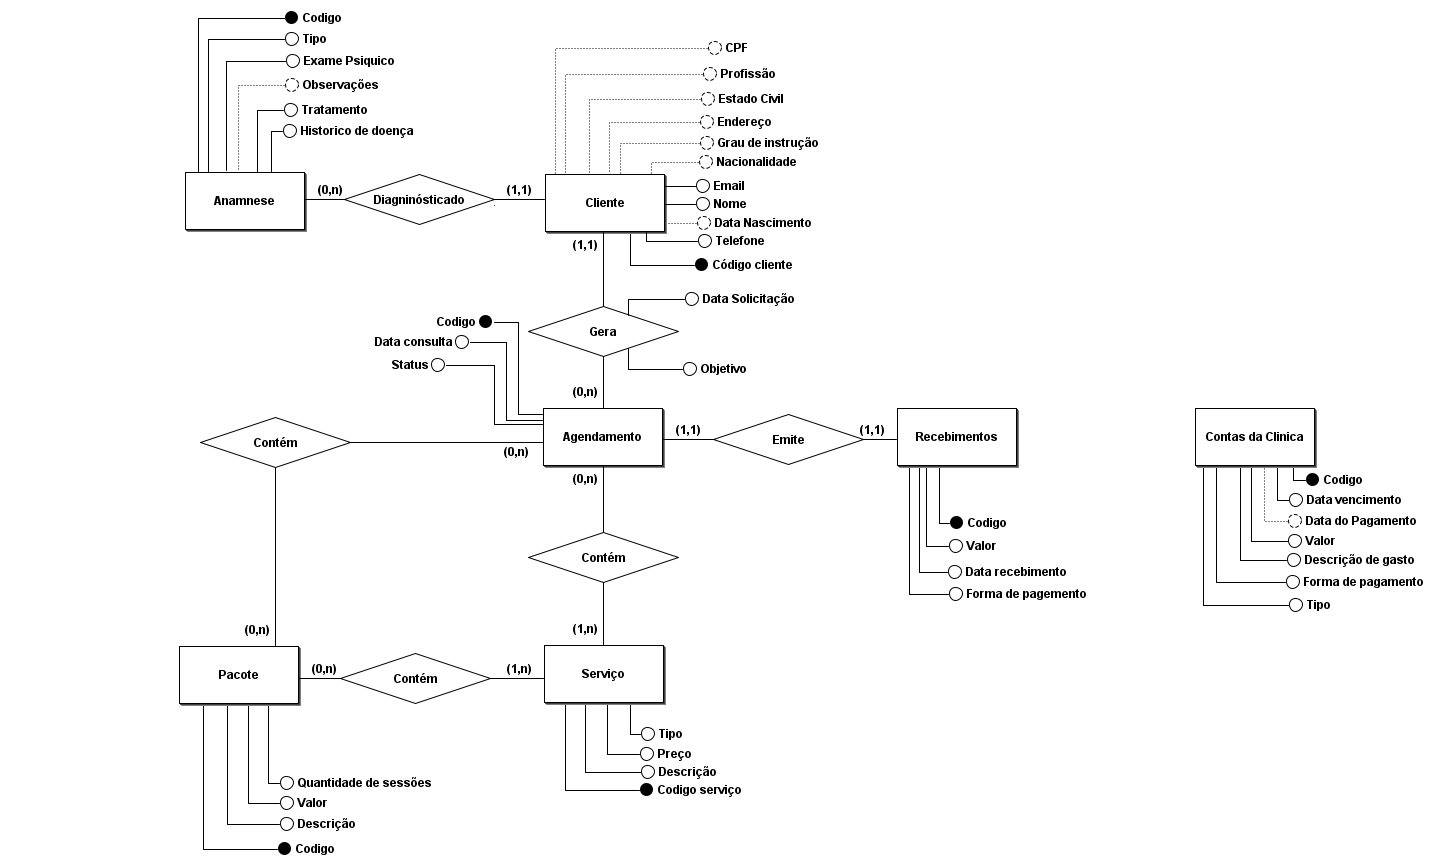 Codigo
Tipo
Exame Psiquico
Observações
Tratamento
Historico de doença
Anamnese
(0,n)
Diagninósticado
(1,1)
CPF
Profissão
Estado Civil
Endereço
Grau de instrução
Nacionalidade
Email
Nome
Data Nascimento
Telefone
Código cliente
Cliente
(1,1)
Gera
Data Solicitação
Objetivo
(0,n)
Codigo
Data consulta
Status
Agendamento
Contém
(0,n)
(0,n)
(1,1)
Emite
(1,1)
Recebimentos
Codigo
Valor
Data recebimento
Forma de pagemento
Contas da Clinica
Codigo
Data vencimento
Data do Pagamento
Valor
Descrição de gasto
Forma de pagamento
Tipo
Contém
(1,n)
(0,n)
Pacote
(0,n)
Contém
(1,n)
Serviço
Tipo
Preço
Descrição
Codigo serviço
Quantidade de sessões
Valor
Descrição
Codigo